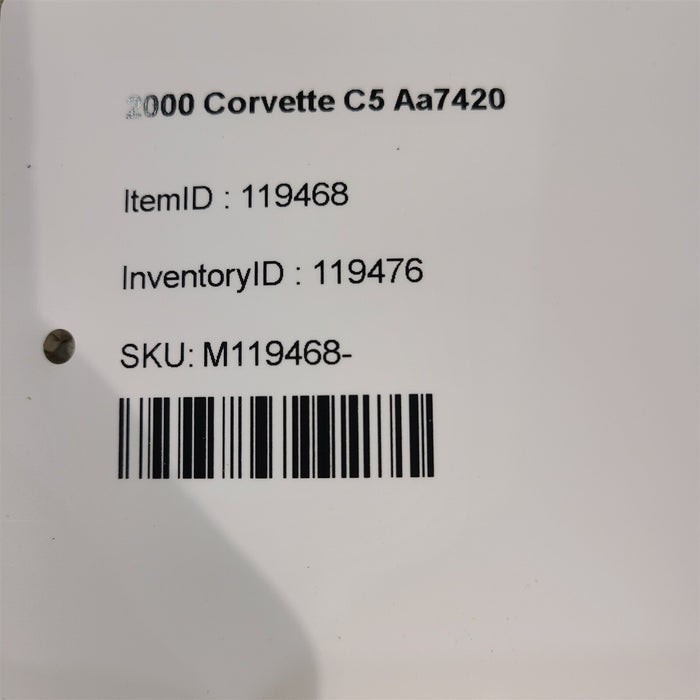 2000 Corvette C5 Aa7420
ItemID : 119468
InventoryID : 119476
SKU: M119468-